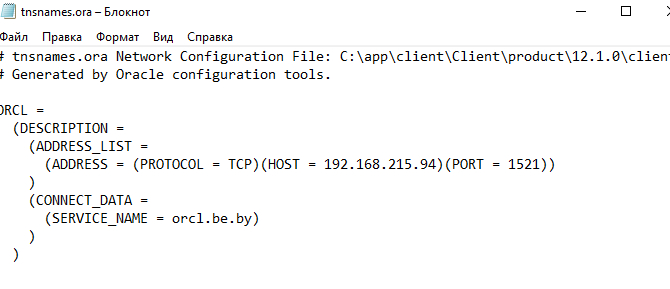 tnsnames.ora – Блокнот
Файл Правка Формат Вид Справка
# tnsnames.ora Network Configuration File: C:\app\client\Client\product\12.1.0\client
# Generated by Oracle configuration tools.
ORCL =
(DESCRIPTION =
(ADDRESS_LIST =
(ADDRESS = (PROTOCOL = TCP)(HOST = 192.168.215.94)(PORT = 1521))
)
(CONNECT_DATA =
(SERVICE_NAME = orcl.be.by)
)
)